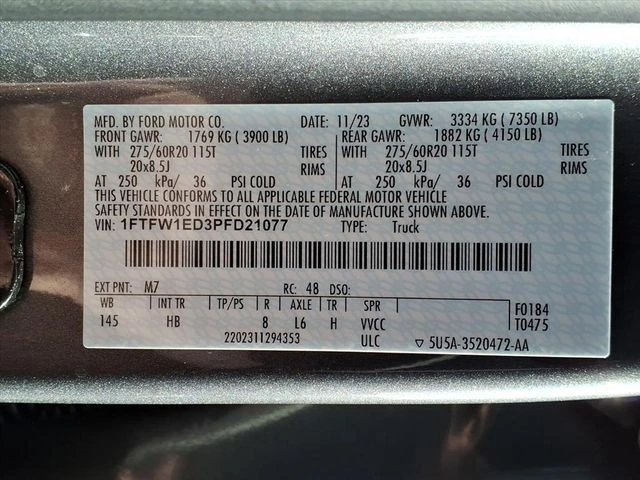 MFD. BY FORD MOTOR CO. DATE: 11/23 GVWR: 3334 KG ( 7350 LB)
FRONT GAWR: 1769 KG ( 3900 LB) REAR GAWR: 1882 KG ( 4150 LB)
WITH 275/60R20 115T TIRES WITH 275/60R20 115T TIRES
20x8.5J RIMS 20x8.5J RIMS
AT 250 kPa/ 36 PSI COLD AT 250 kPa/ 36 PSI COLD
THIS VEHICLE CONFORMS TO ALL APPLICABLE FEDERAL MOTOR VEHICLE
SAFETY STANDARDS IN EFFECT ON THE DATE OF MANUFACTURE SHOWN ABOVE.
VIN: 1FTFW1ED3PFD21077 TYPE: Truck
EXT PNT: M7 RC: 48 DSO:
WB INT TR TP/PS R AXLE TR SPR F0184
145 HB 8 L6 H VVCC T0475
2202311294353 ULC ▽ 5U5A-3520472-AA